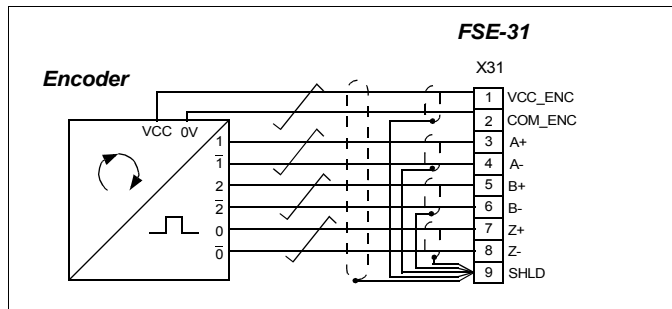 FSE-31
X31
Encoder
VCC 0V
1 VCC_ENC
2 COM_ENC
1 3 A+
1̅ 4 A-
2 5 B+
2̅ 6 B-
0 7 Z+
0̅ 8 Z-
9 SHLD